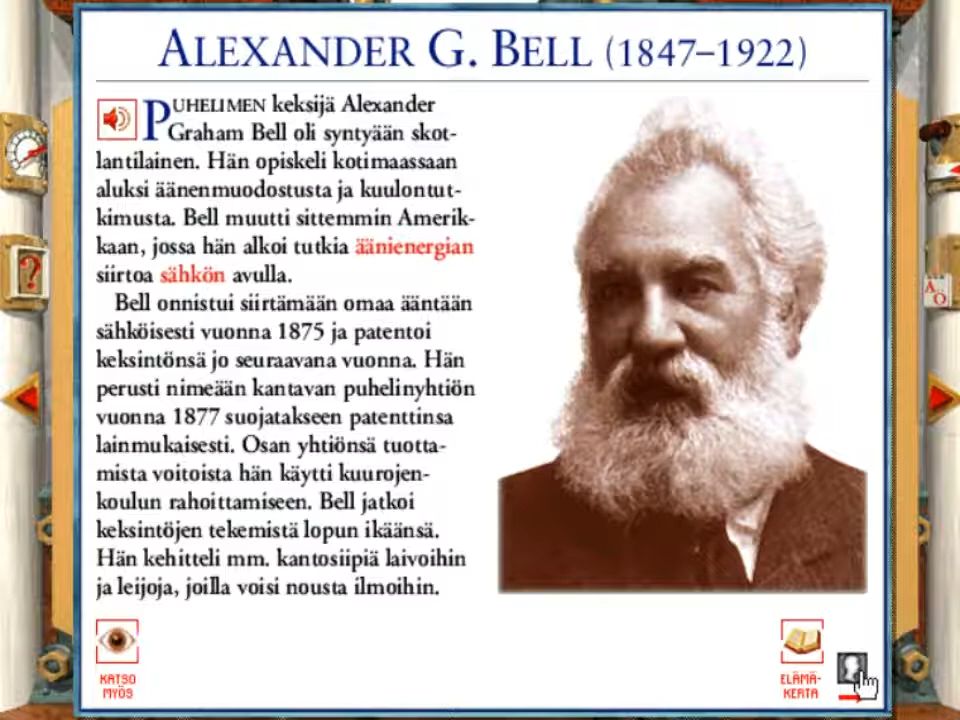 ALEXANDER G. BELL (1847–1922)
PUHELIMEN keksijä Alexander
Graham Bell oli syntyään skot-
lantilainen. Hän opiskeli kotimaassaan
aluksi äänenmuodostusta ja kuulontut-
kimusta. Bell muutti sittemmin Amerik-
kaan, jossa hän alkoi tutkia äänienergian
siirtoa sähkön avulla.
Bell onnistui siirtämään omaa ääntään
sähköisesti vuonna 1875 ja patentoi
keksintönsä jo seuraavana vuonna. Hän
perusti nimeään kantavan puhelinyhtiön
vuonna 1877 suojatakseen patenttinsa
lainmukaisesti. Osan yhtiönsä tuotta-
mista voitoista hän käytti kuurojen-
koulun rahoittamiseen. Bell jatkoi
keksintöjen tekemistä lopun ikäänsä.
Hän kehitteli mm. kantosiipiä laivoihin
ja leijoja, joilla voisi nousta ilmoihin.
KATSO
MYÖS
ELÄMÄ-
KERTA
?
A...
O